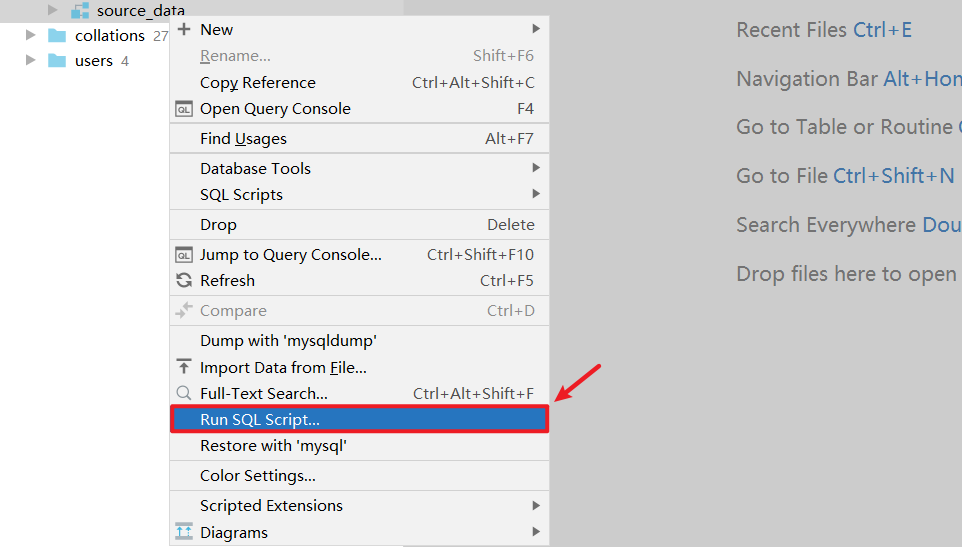 source_data
collations 27
users 4
New
Rename... Shift+F6
Copy Reference Ctrl+Alt+Shift+C
QL Open Query Console F4
Find Usages Alt+F7
Database Tools
SQL Scripts
Drop Delete
QL Jump to Query Console... Ctrl+Shift+F10
Refresh Ctrl+F5
Compare Ctrl+D
Dump with 'mysqldump'
Import Data from File...
Full-Text Search... Ctrl+Alt+Shift+F
Run SQL Script...
Restore with 'mysql'
Color Settings...
Scripted Extensions
Diagrams
Recent Files Ctrl+E
Navigation Bar Alt+Hom
Go to Table or Routine
Go to File Ctrl+Shift+N
Search Everywhere Dou
Drop files here to open